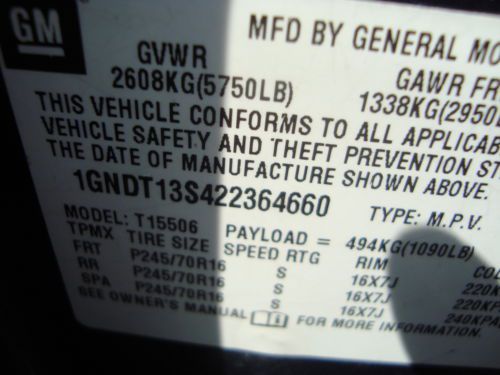 GM
MFD BY GENERAL MO
GVWR GAWR FR
2608KG(5750LB) 1338KG(2950L
THIS VEHICLE CONFORMS TO ALL APPLICAB
VEHICLE SAFETY AND THEFT PREVENTION ST
THE DATE OF MANUFACTURE SHOWN ABOVE.
1GNDT13S422364660 TYPE: M.P.V.
MODEL: T15506 PAYLOAD = 494KG(1090LB)
TPMX TIRE SIZE SPEED RTG RIM COL
FRT P245/70R16 S 16X7J 220K
RR P245/70R16 S 16X7J 220KP
SPA P245/70R16 S 16X7J 240KPA
SEE OWNER'S MANUAL FOR MORE INFORMATION.